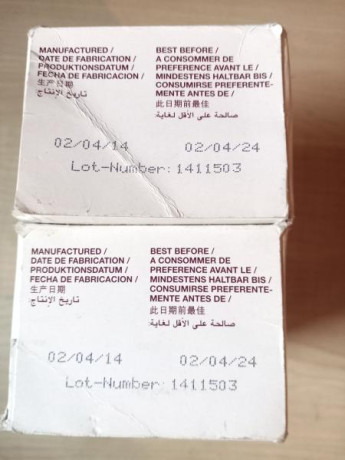 MANUFACTURED /
DATE DE FABRICATION /
PRODUKTIONSDATUM /
FECHA DE FABRICACION /
生产日期
تاريخ الإنتاج
BEST BEFORE /
A CONSOMMER DE
PREFERENCE AVANT LE /
MINDESTENS HALTBAR BIS /
CONSUMIRSE PREFERENTE-
MENTE ANTES DE /
此日期前最佳
صالحة على الأقل لغاية
02/04/14 02/04/24
Lot-Number: 1411503
MANUFACTURED /
DATE DE FABRICATION /
PRODUKTIONSDATUM /
FECHA DE FABRICACION /
生产日期
تاريخ الإنتاج
BEST BEFORE /
A CONSOMMER DE
PREFERENCE AVANT LE /
MINDESTENS HALTBAR BIS /
CONSUMIRSE PREFERENTE-
MENTE ANTES DE /
此日期前最佳
صالحة على الأقل لغاية
02/04/14 02/04/24
Lot-Number: 1411503